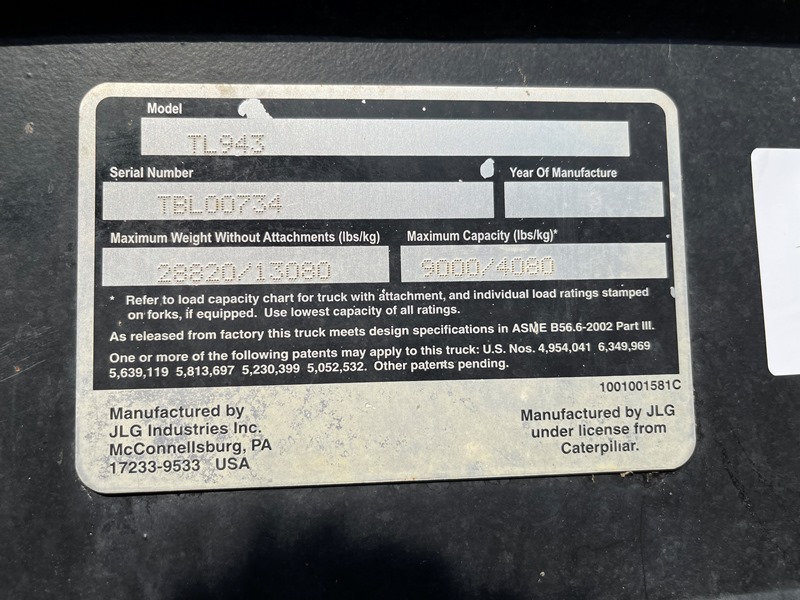 Model
TL943
Serial Number
Year Of Manufacture
TBL00734
Maximum Weight Without Attachments (lbs/kg)
Maximum Capacity (lbs/kg)*
28820/13080
9000/4080
* Refer to load capacity chart for truck with attachment, and individual load ratings stamped
on forks, if equipped. Use lowest capacity of all ratings.
As released from factory this truck meets design specifications in ASME B56.6-2002 Part III.
One or more of the following patents may apply to this truck: U.S. Nos. 4,954,041 6,349,969
5,639,119 5,813,697 5,230,399 5,052,532. Other patents pending.
1001001581C
Manufactured by
JLG Industries Inc.
McConnellsburg, PA
17233-9533 USA
Manufactured by JLG
under license from
Caterpillar.